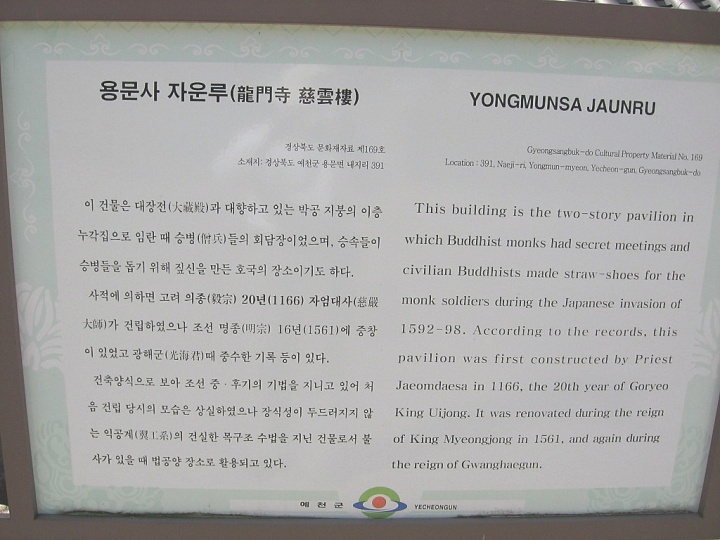 용문사 자운루(龍門寺 慈雲樓)
경상북도 문화재자료 제169호
소재지: 경상북도 예천군 용문면 내지리 391
이 건물은 대장전(大藏殿)과 대향하고 있는 박공 지붕의 이층
누각집으로 임란 때 승병(僧兵)들의 회담장이었으며, 승속들이
승병들을 돕기 위해 짚신을 만든 호국의 장소이기도 하다.
사적에 의하면 고려 의종(毅宗) 20년(1166) 자엄대사(慈嚴
大師)가 건립하였으나 조선 명종(明宗) 16년(1561)에 중창
이 있었고 광해군(光海君)때 중수한 기록 등이 있다.
건축양식으로 보아 조선 중·후기의 기법을 지니고 있어 처
음 건립 당시의 모습은 상실하였으나 장식성이 두드러지지 않
는 익공계(翼工系)의 건실한 목구조 수법을 지닌 건물로서 불
사가 있을 때 법공양 장소로 활용되고 있다.
YONGMUNSA JAUNRU
Gyeongsangbuk-do Cultural Property Material No. 169
Location : 391, Naeji-ri, Yongmun-myeon, Yecheon-gun, Gyeongsangbuk-do
This building is the two-story pavilion in
which Buddhist monks had secret meetings and
civilian Buddhists made straw-shoes for the
monk soldiers during the Japanese invasion of
1592-98. According to the records, this
pavilion was first constructed by Priest
Jaeomdaesa in 1166, the 20th year of Goryeo
King Uijong. It was renovated during the reign
of King Myeongjong in 1561, and again during
the reign of Gwanghaegun.
예천군 YECHEONGUN